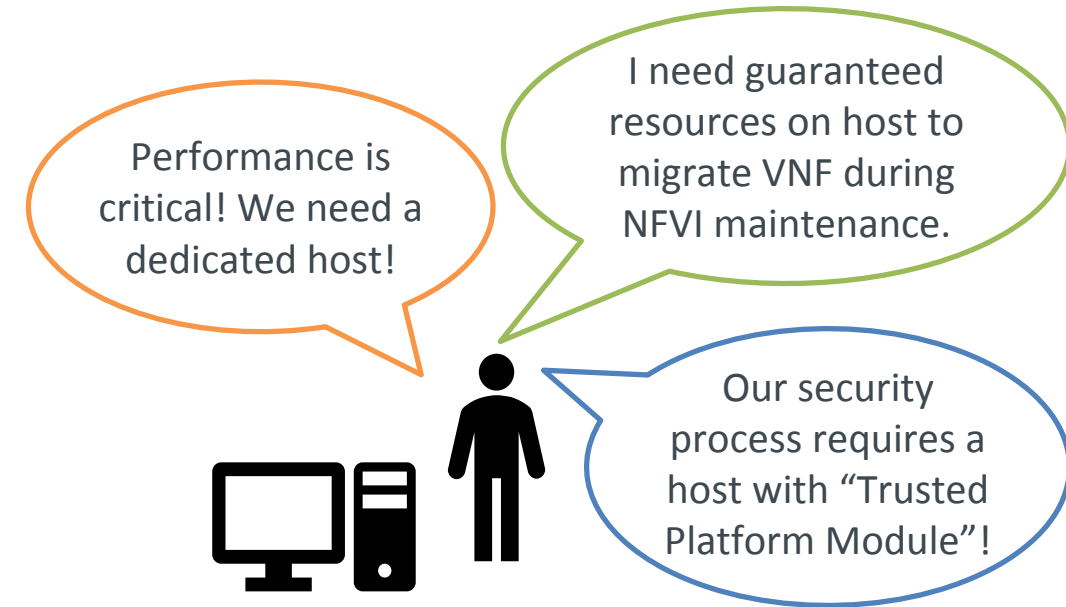 Performance is
critical! We need a
dedicated host!
I need guaranteed
resources on host to
migrate VNF during
NFVI maintenance.
Our security
process requires a
host with “Trusted
Platform Module”!